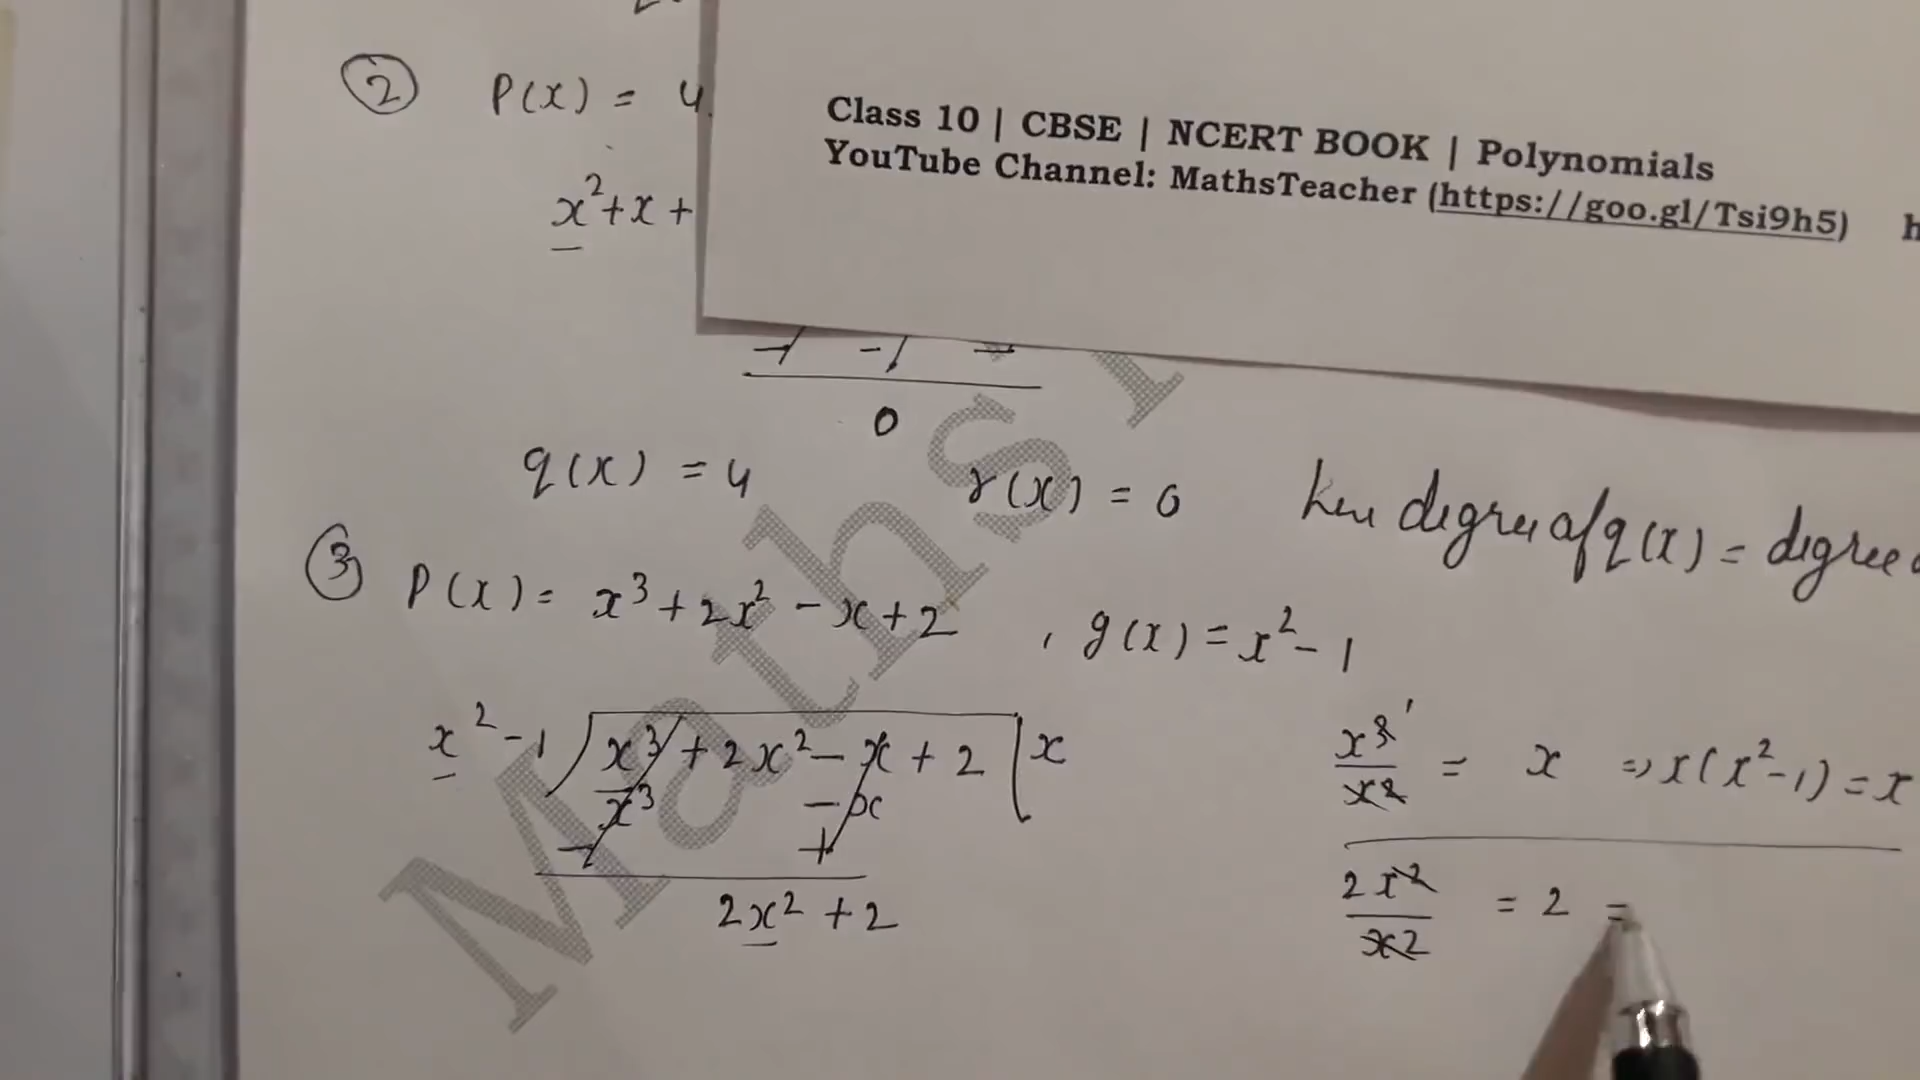 ② P(x) = 4
x²+x+
Class 10 | CBSE | NCERT BOOK | Polynomials
YouTube Channel: MathsTeacher (https://goo.gl/Tsi9h5) h
0
q(x) = 4 r(x) = 0 degree of q(x) = degree
③ P(x) = x³ + 2x² - x + 2 , g(x) = x² - 1
x² - 1 ) x³ + 2x² - x + 2 ( x
x³ - x
- +
2x² + 2
x³/x² = x ⇒ x(x²-1) = x
2x²/x² = 2 =
Maths